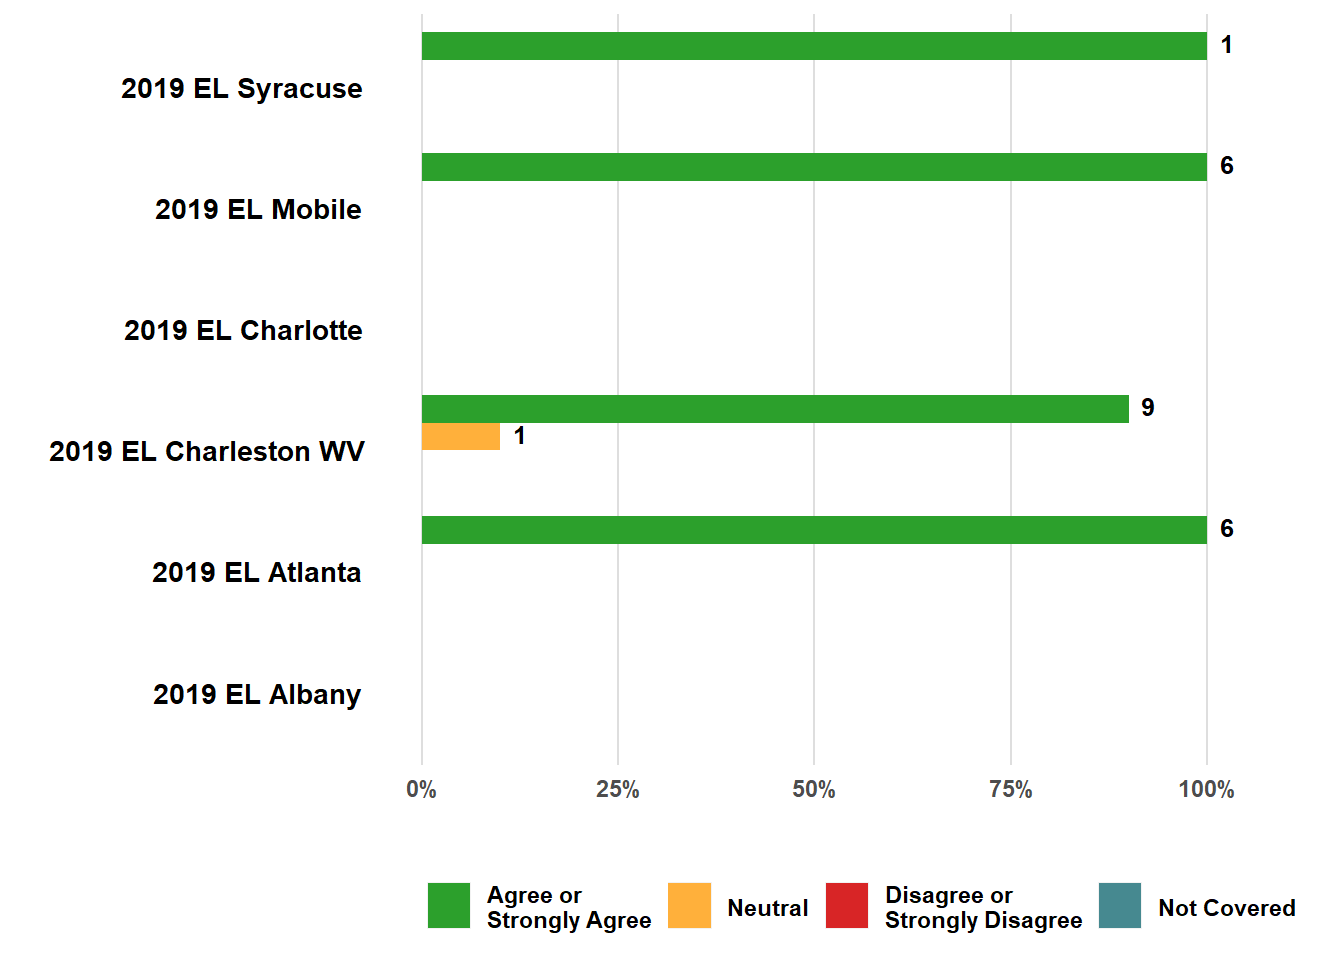 1
2019 EL Syracuse
6
2019 EL Mobile
2019 EL Charlotte
9
1
2019 EL Charleston WV
6
2019 EL Atlanta
2019 EL Albany
0% 25% 50% 75% 100%
Agree or
Strongly Agree
Neutral
Disagree or
Strongly Disagree
Not Covered